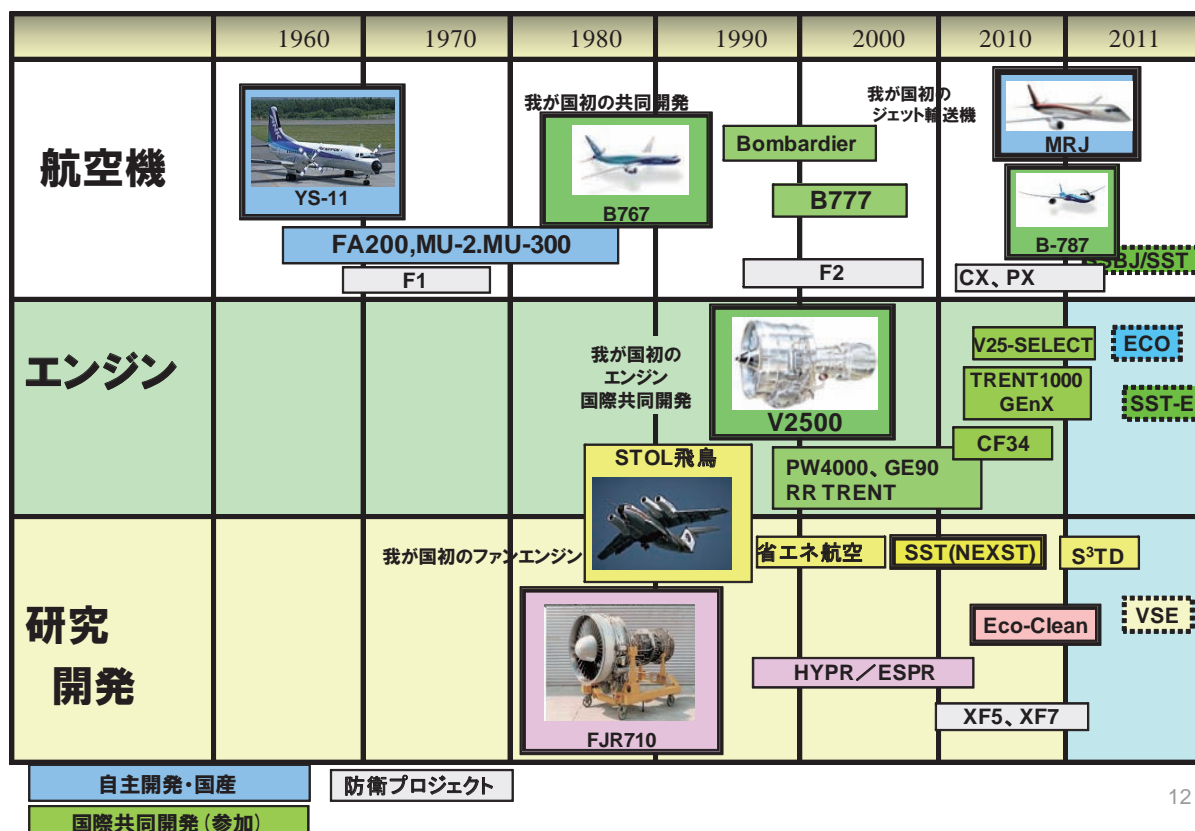 1960 1970 1980 1990 2000 2010 2011
航空機
YS-11
我が国初の共同開発
B767
Bombardier
B777
我が国初の
ジェット輸送機
MRJ
B-787
FA200,MU-2.MU-300
F1
F2
CX、PX
SSBJ/SST
エンジン
我が国初の
エンジン
国際共同開発
V2500
V25-SELECT
ECO
TRENT1000
GEnX
SST-E
CF34
PW4000、GE90
RR TRENT
STOL飛鳥
研究
開発
我が国初のファンエンジン
省エネ航空
SST(NEXST)
S³TD
FJR710
Eco-Clean
VSE
HYPR／ESPR
XF5、XF7
自主開発・国産
防衛プロジェクト
国際共同開発(参加)
12